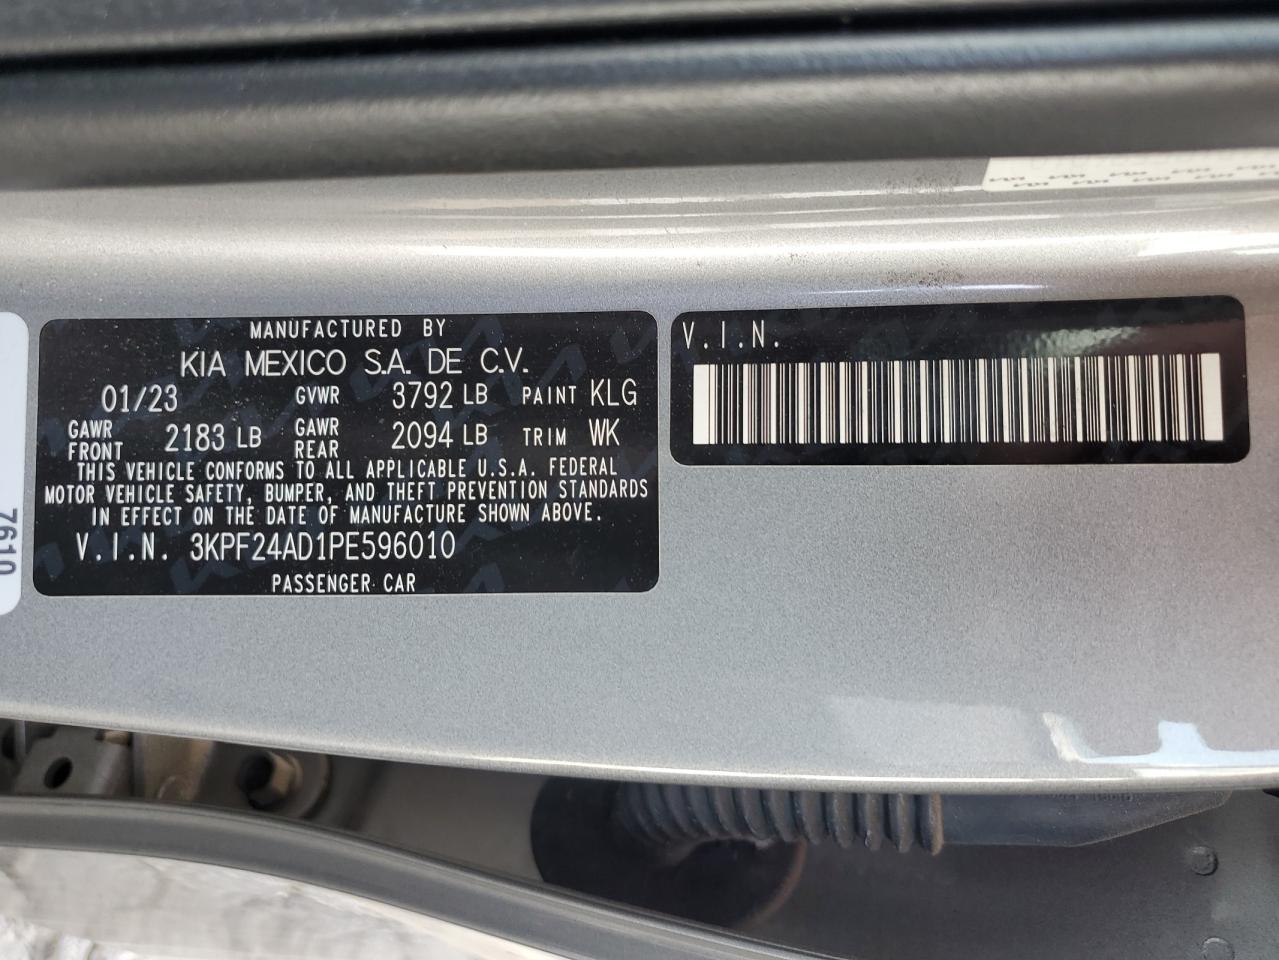 MANUFACTURED BY
KIA MEXICO S.A. DE C.V.
01/23 GVWR 3792 LB PAINT KLG
GAWR FRONT 2183 LB GAWR REAR 2094 LB TRIM WK
THIS VEHICLE CONFORMS TO ALL APPLICABLE U.S.A. FEDERAL
MOTOR VEHICLE SAFETY, BUMPER, AND THEFT PREVENTION STANDARDS
IN EFFECT ON THE DATE OF MANUFACTURE SHOWN ABOVE.
V.I.N. 3KPF24AD1PE596010
PASSENGER CAR
V.I.N.
7610